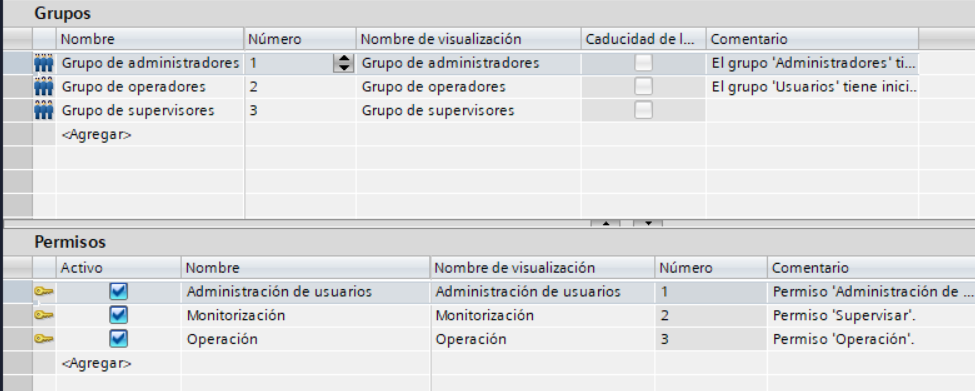 Grupos
Nombre Número Nombre de visualización Caducidad de l... Comentario
Grupo de administradores 1 Grupo de administradores El grupo 'Administradores' ti...
Grupo de operadores 2 Grupo de operadores El grupo 'Usuarios' tiene inici..
Grupo de supervisores 3 Grupo de supervisores
<Agregar>
Permisos
Activo Nombre Nombre de visualización Número Comentario
Administración de usuarios Administración de usuarios 1 Permiso 'Administración de ...
Monitorización Monitorización 2 Permiso 'Supervisar'.
Operación Operación 3 Permiso 'Operación'.
<Agregar>